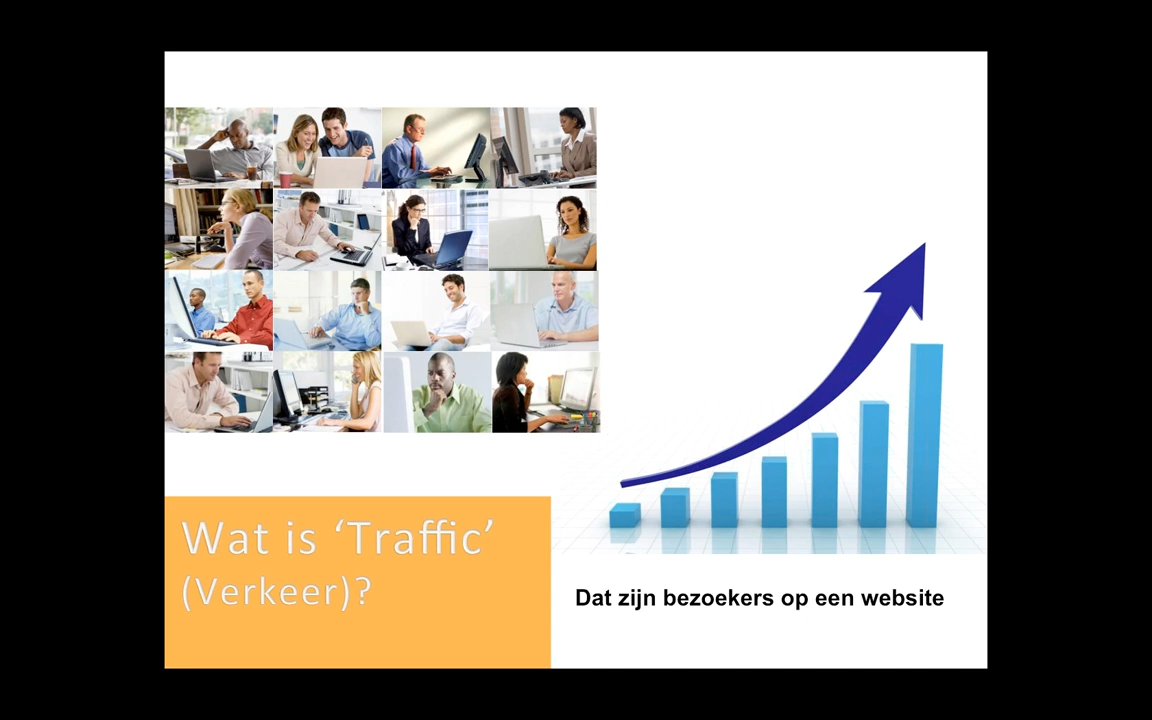 Wat is ‘Traffic’
(Verkeer)?
Dat zijn bezoekers op een website